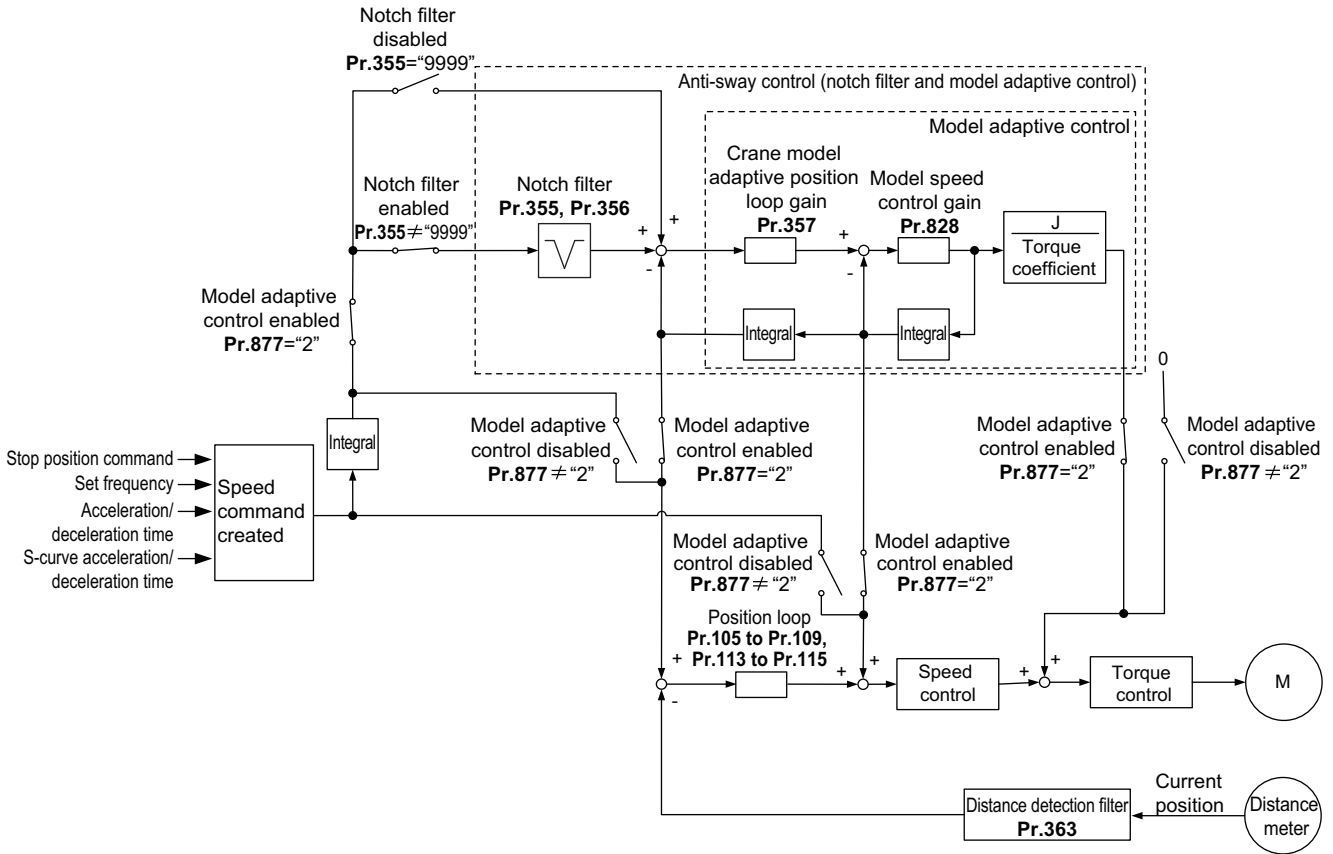 Notch filter
disabled
Pr.355=“9999”
Anti-sway control (notch filter and model adaptive control)
Model adaptive control
Crane model
adaptive position
loop gain
Pr.357
Model speed
control gain
Pr.828
Notch filter
enabled
Pr.355≠“9999”
Notch filter
Pr.355, Pr.356
+
+
-
+
-
J
Torque
coefficient
Integral
Integral
Model adaptive
control enabled
Pr.877=“2”
0
Integral
Model adaptive
control disabled
Pr.877≠“2”
Model adaptive
control enabled
Pr.877=“2”
Model adaptive
control enabled
Pr.877=“2”
Model adaptive
control disabled
Pr.877 ≠“2”
Stop position command
Set frequency
Acceleration/
deceleration time
S-curve acceleration/
deceleration time
Speed
command
created
Model adaptive
control disabled
Pr.877≠“2”
Model adaptive
control enabled
Pr.877=“2”
Position loop
Pr.105 to Pr.109,
Pr.113 to Pr.115
+
-
+
+
Speed
control
+
+
Torque
control
M
Distance detection filter
Pr.363
Current
position
Distance
meter